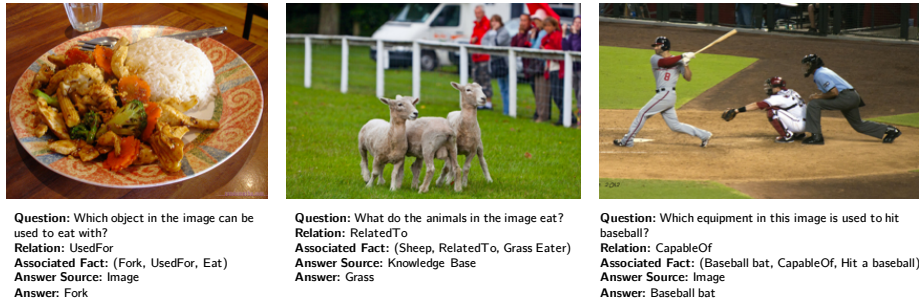 8
2012
Question: Which object in the image can be
used to eat with?
Relation: UsedFor
Associated Fact: (Fork, UsedFor, Eat)
Answer Source: Image
Answer: Fork
Question: What do the animals in the image eat?
Relation: RelatedTo
Associated Fact: (Sheep, RelatedTo, Grass Eater)
Answer Source: Knowledge Base
Answer: Grass
Question: Which equipment in this image is used to hit
baseball?
Relation: CapableOf
Associated Fact: (Baseball bat, CapableOf, Hit a baseball)
Answer Source: Image
Answer: Baseball bat